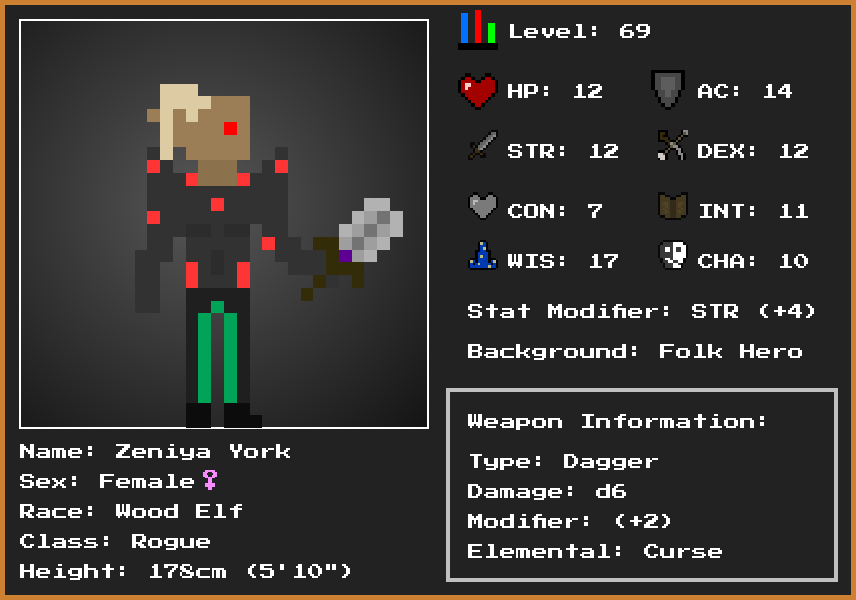 Level: 69
HP: 12
AC: 14
STR: 12
DEX: 12
CON: 7
INT: 11
WIS: 17
CHA: 10
Stat Modifier: STR (+4)
Background: Folk Hero
Name: Zeniya York
Sex: Female♀
Race: Wood Elf
Class: Rogue
Height: 178cm (5'10")
Weapon Information:
Type: Dagger
Damage: d6
Modifier: (+2)
Elemental: Curse